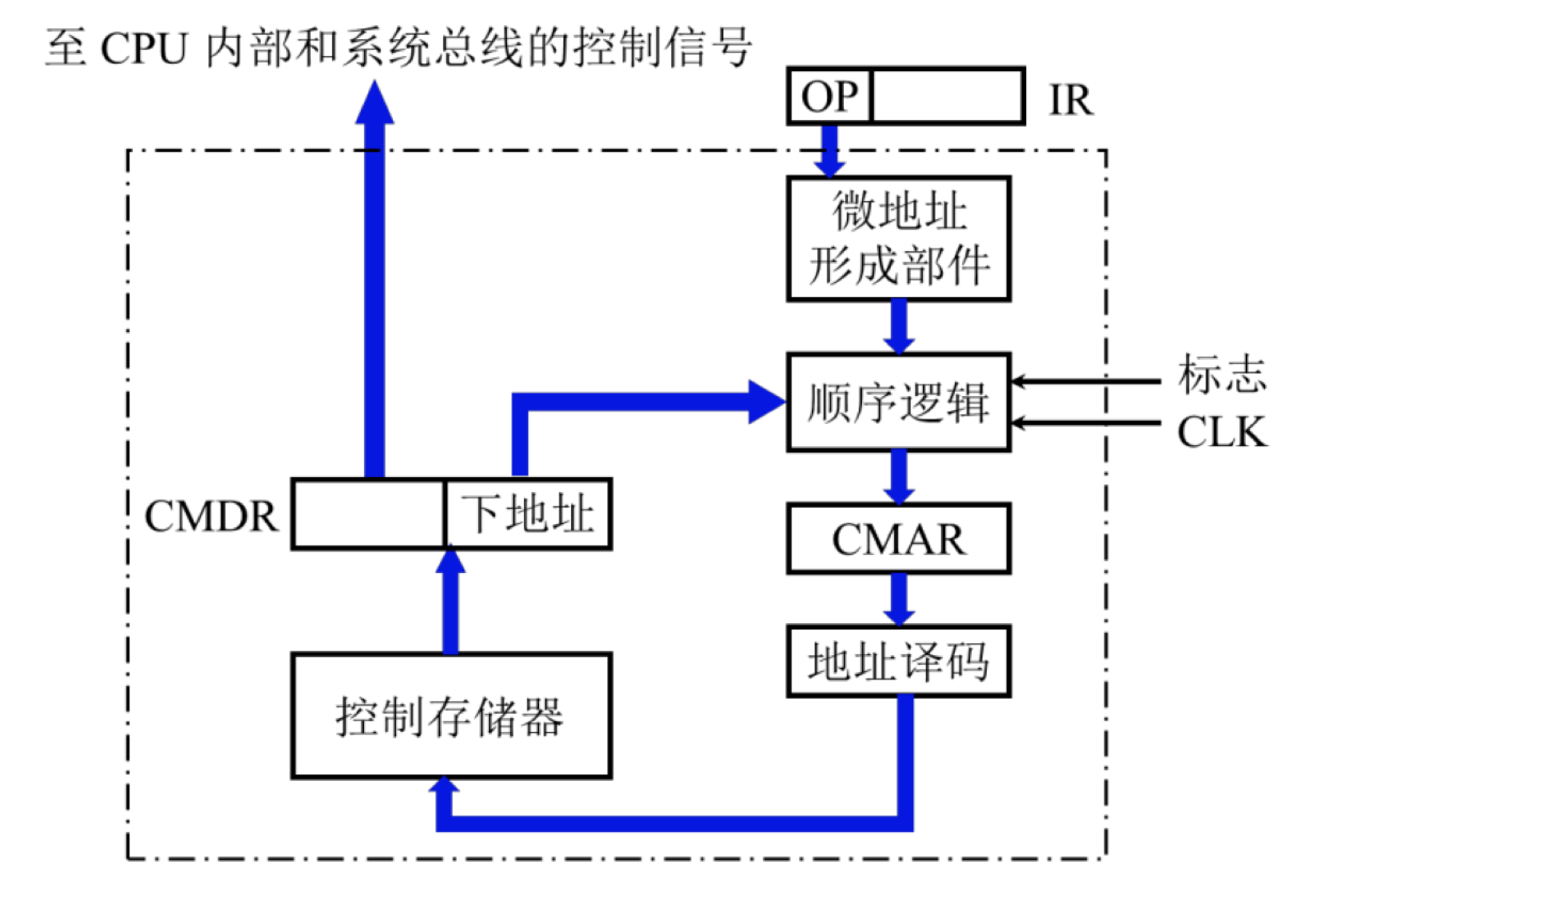 至 CPU 内部和系统总线的控制信号
OP
IR
微地址
形成部件
顺序逻辑
标志
CLK
CMDR
下地址
CMAR
地址译码
控制存储器